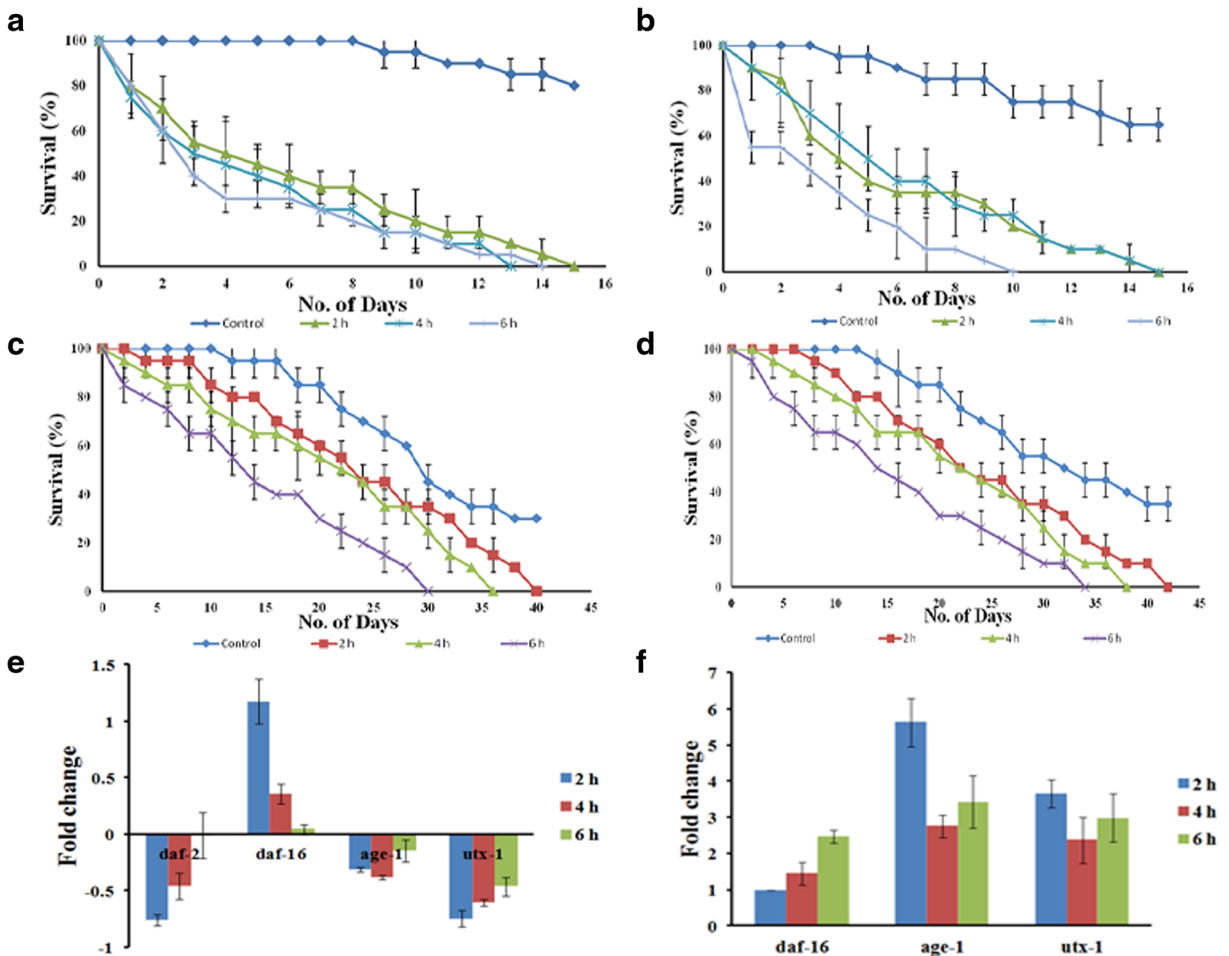 a
100
80
60
40
20
0
Survival (%)
0 2 4 6 8 10 12 14 16
No. of Days
Control 2 h 4 h 6 h
b
100
80
60
40
20
0
Survival (%)
0 2 4 6 8 10 12 14 16
No. of Days
Control 2 h 4 h 6 h
c
100
80
60
40
20
0
Survival (%)
0 5 10 15 20 25 30 35 40 45
No. of Days
Control 2 h 4 h 6 h
d
100
80
60
40
20
0
Survival (%)
0 5 10 15 20 25 30 35 40 45
No. of Days
Control 2 h 4 h 6 h
e
1.5
1
0.5
0
-0.5
-1
Fold change
daf-2 daf-16 age-1 utx-1
2 h
4 h
6 h
f
7
6
5
4
3
2
1
0
Fold change
daf-16 age-1 utx-1
2 h
4 h
6 h